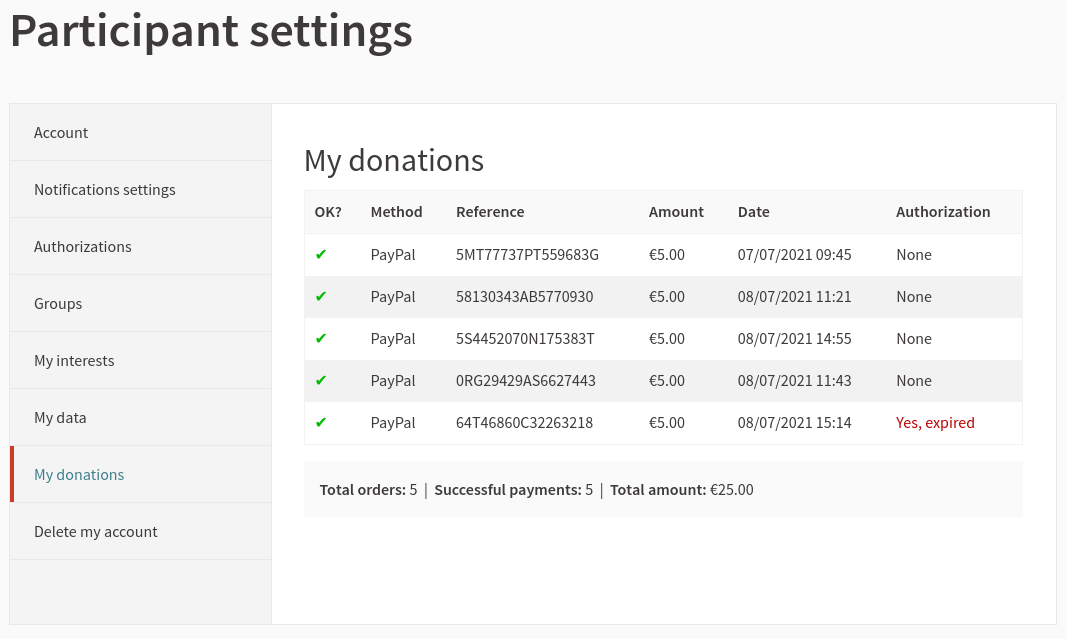 Participant settings
Account
Notifications settings
Authorizations
Groups
My interests
My data
My donations
Delete my account
My donations
OK? Method Reference Amount Date Authorization
✔ PayPal 5MT77737PT559683G €5.00 07/07/2021 09:45 None
✔ PayPal 58130343AB5770930 €5.00 08/07/2021 11:21 None
✔ PayPal 5S4452070N175383T €5.00 08/07/2021 14:55 None
✔ PayPal 0RG29429AS6627443 €5.00 08/07/2021 11:43 None
✔ PayPal 64T46860C32263218 €5.00 08/07/2021 15:14 Yes, expired
Total orders: 5 | Successful payments: 5 | Total amount: €25.00